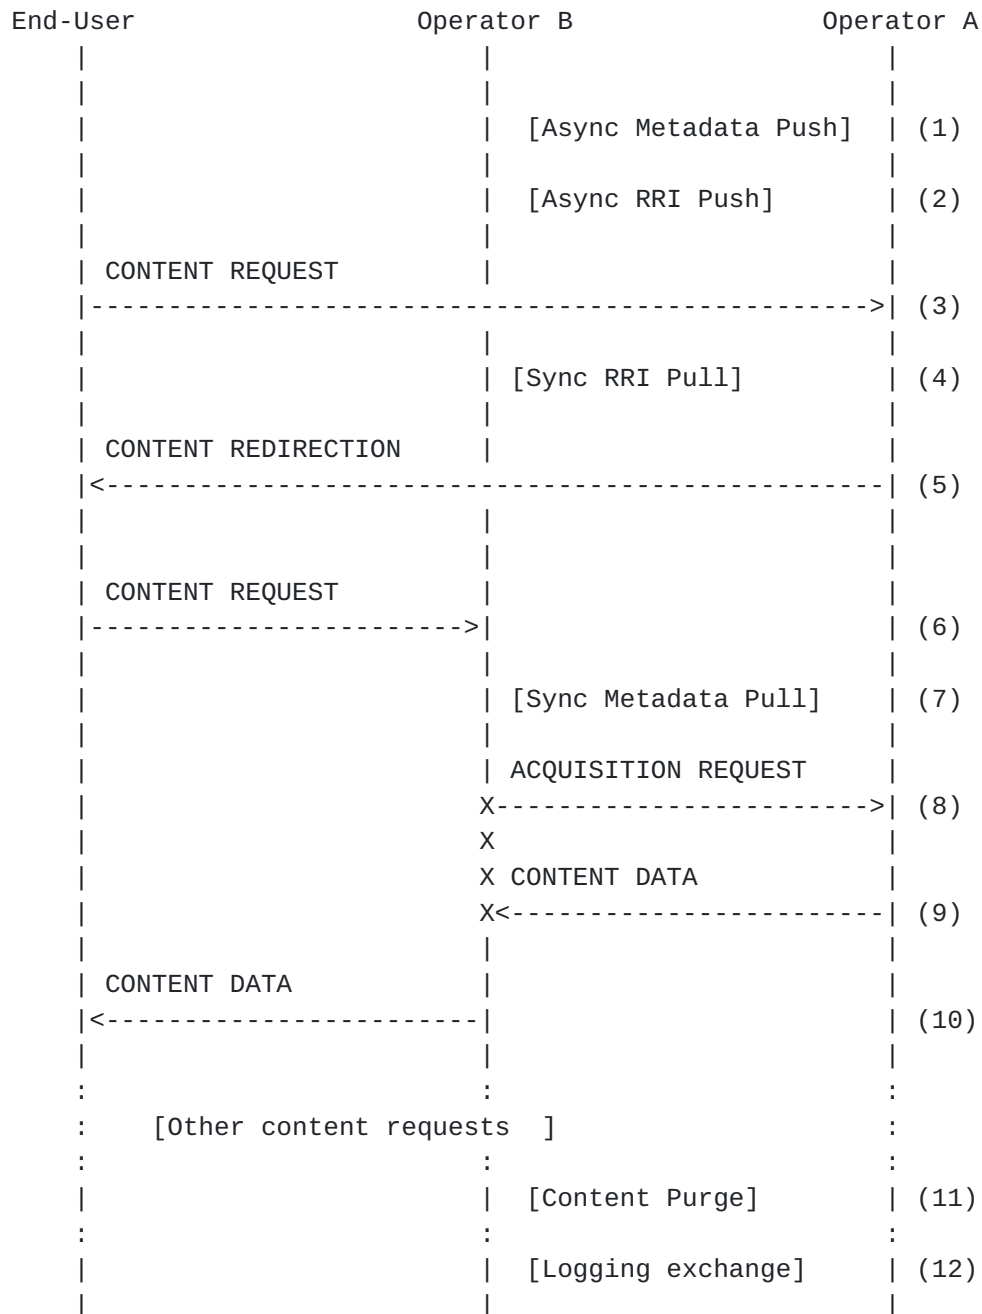 End-User Operator B Operator A
[Async Metadata Push] (1)
[Async RRI Push] (2)
CONTENT REQUEST
(3)
[Sync RRI Pull] (4)
CONTENT REDIRECTION
(5)
CONTENT REQUEST
(6)
[Sync Metadata Pull] (7)
ACQUISITION REQUEST
X (8)
X
X CONTENT DATA
X (9)
CONTENT DATA
(10)
[Other content requests ]
[Content Purge] (11)
[Logging exchange] (12)